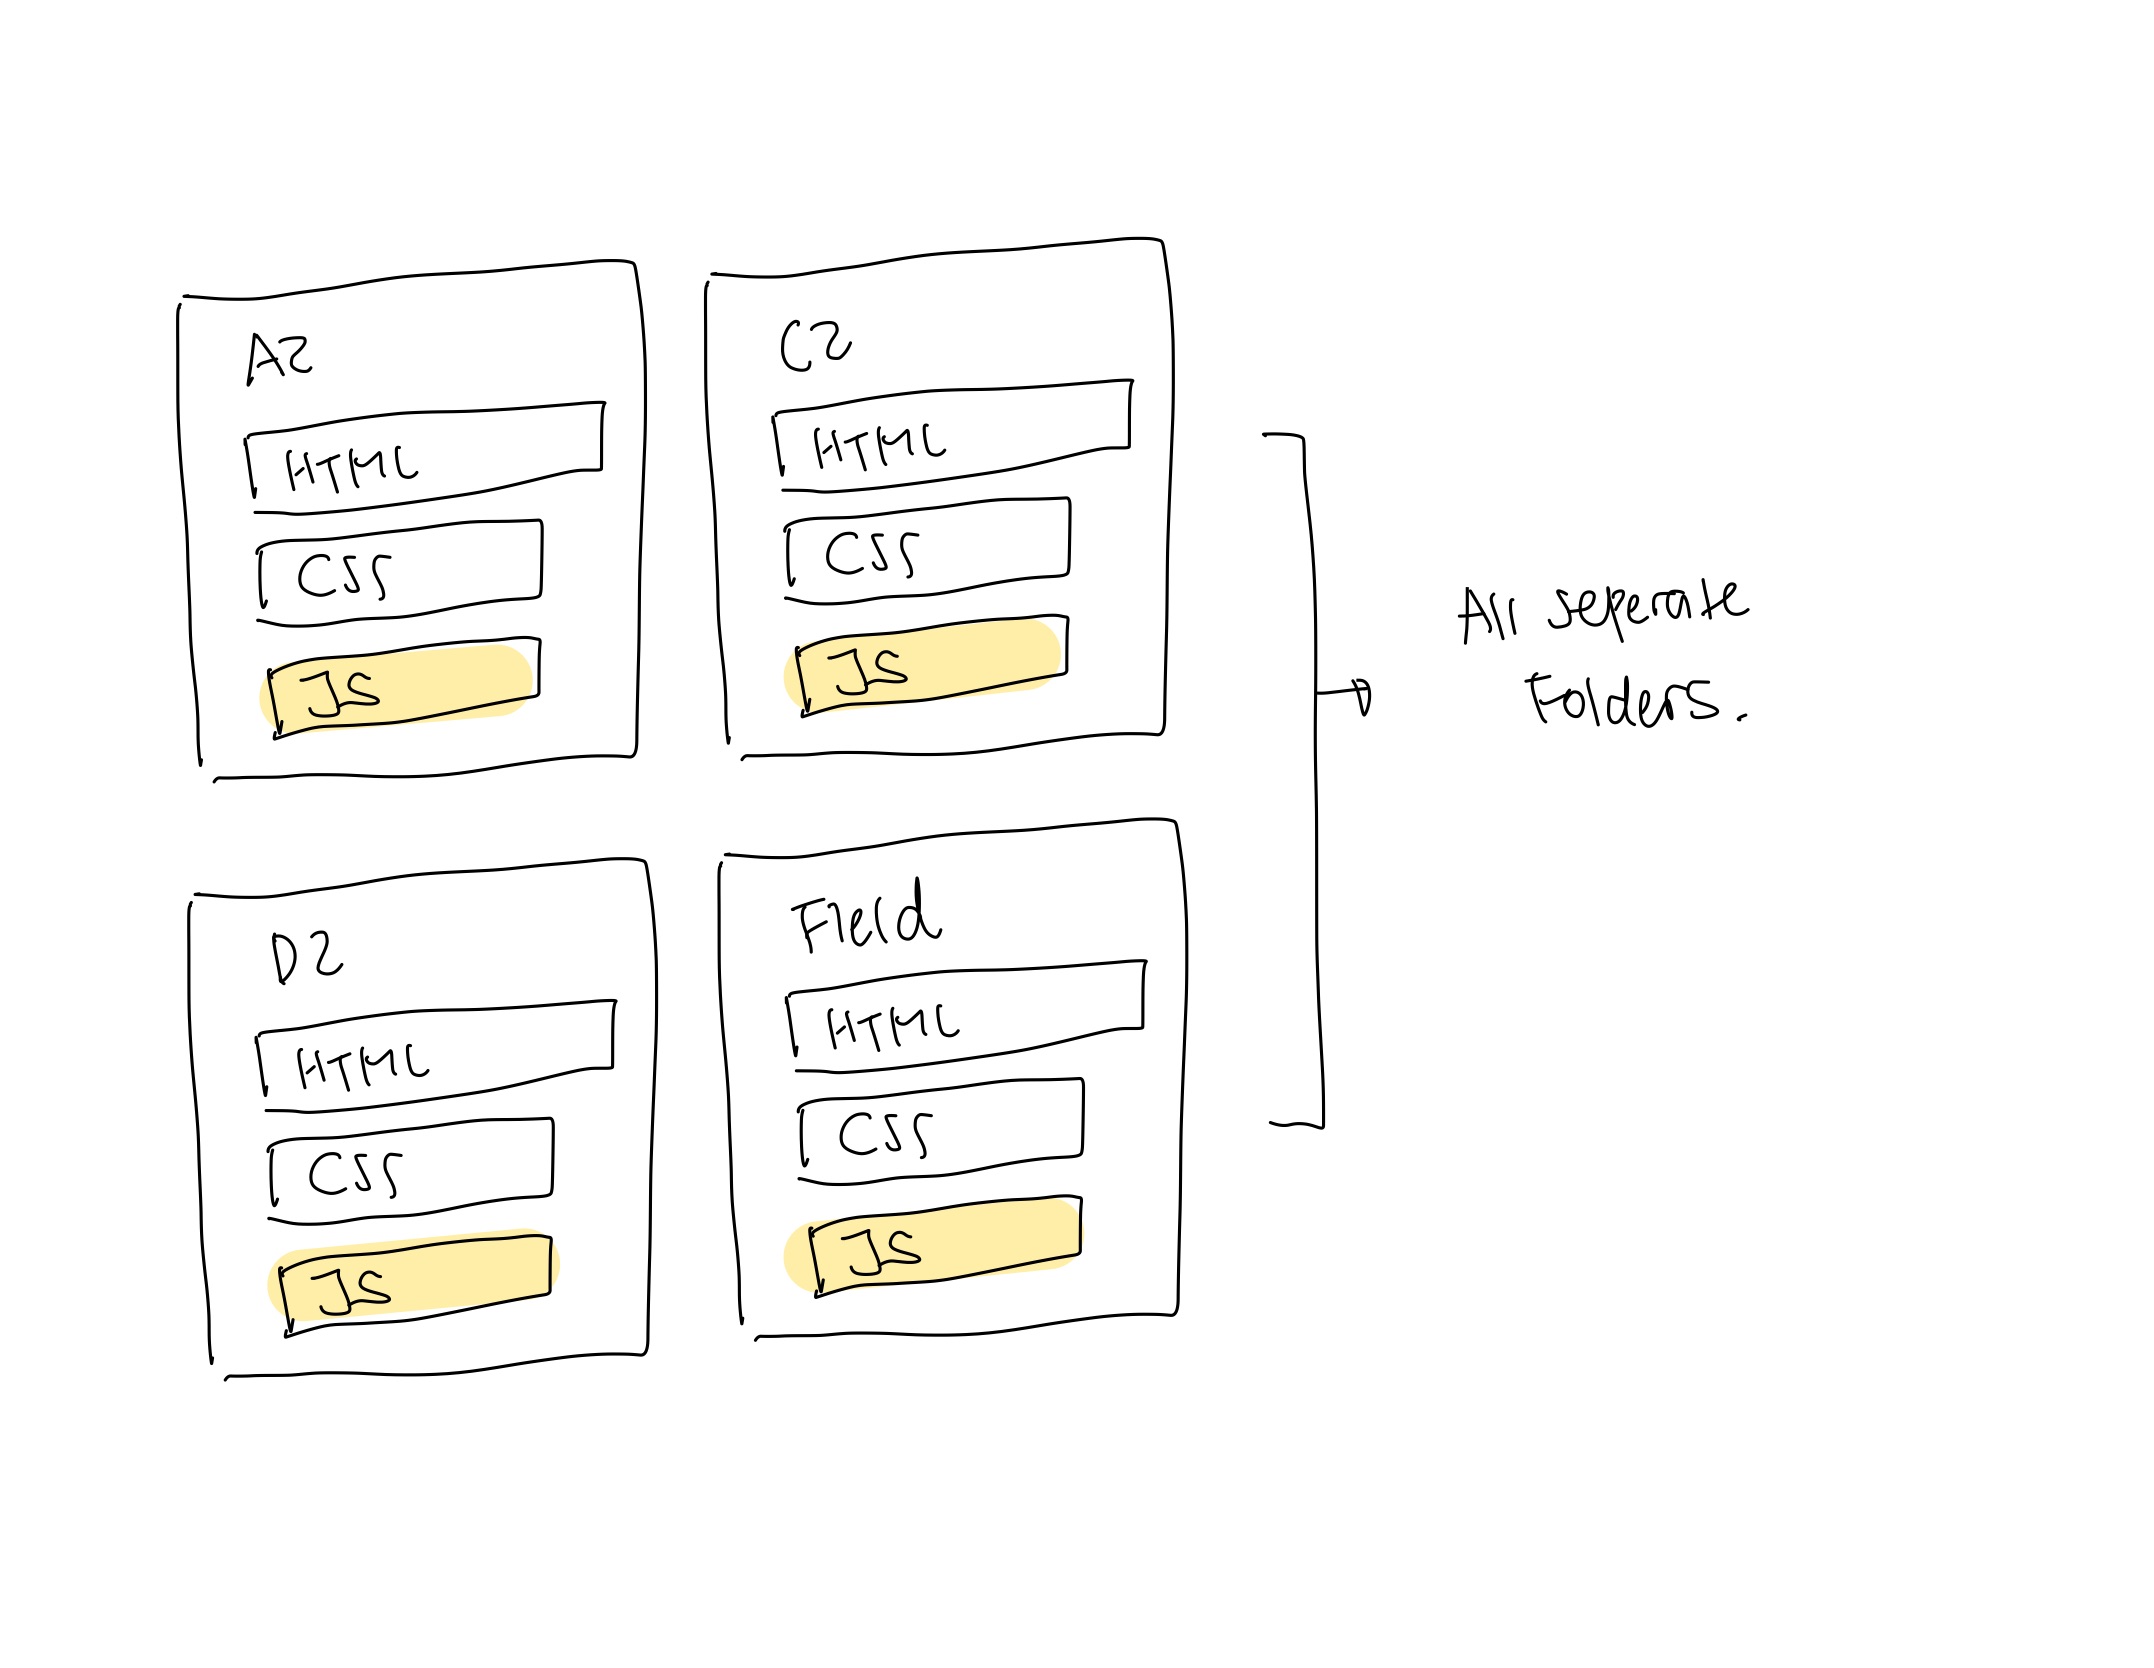 A2
HTML
CSS
JS
C2
HTML
CSS
JS
D2
HTML
CSS
JS
Field
HTML
CSS
JS
All seperate
Folders.